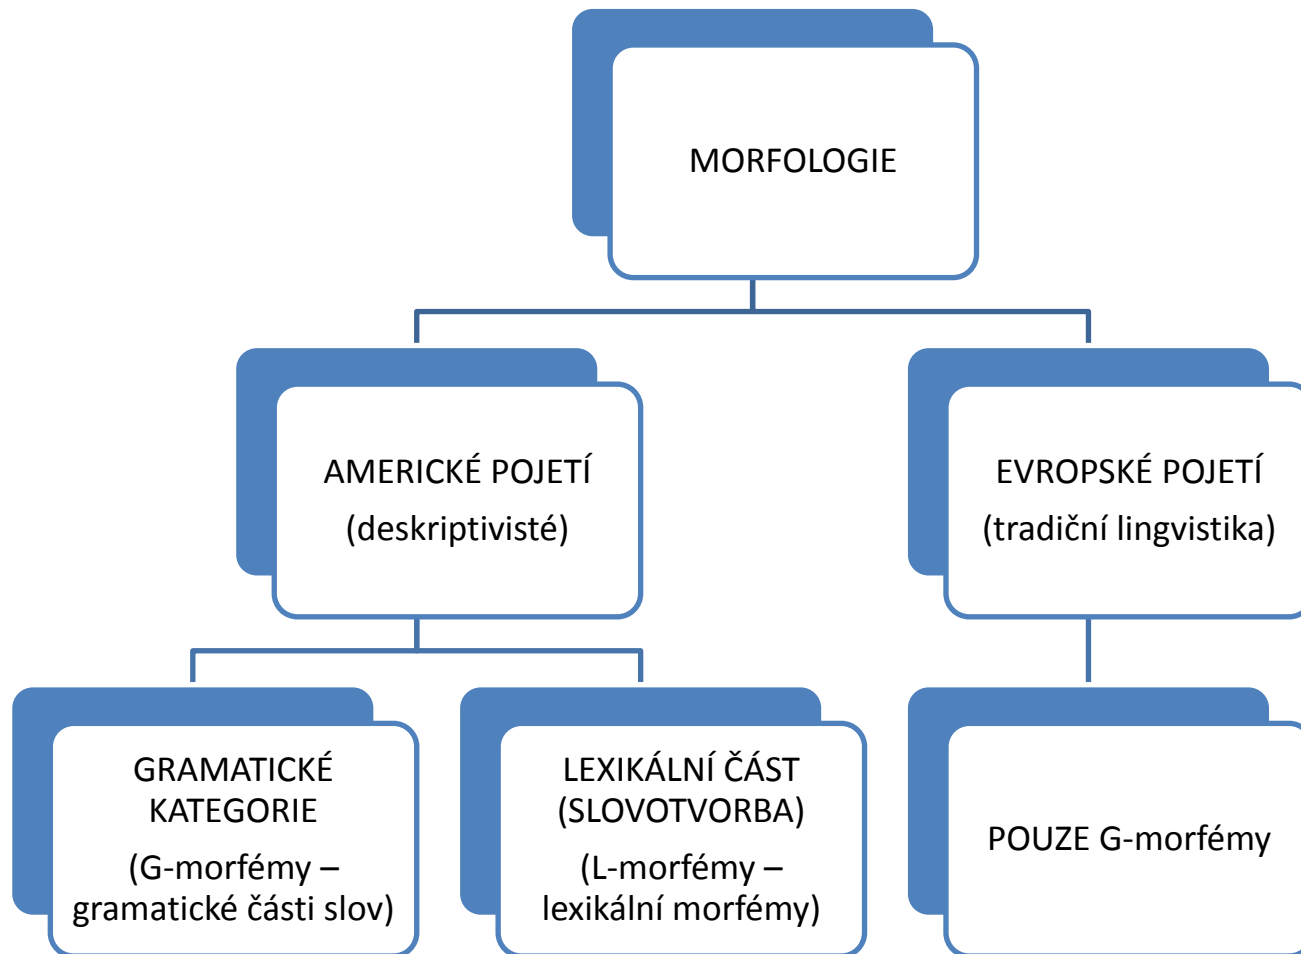 MORFOLOGIE
AMERICKÉ POJETÍ
(deskriptivisté)
EVROPSKÉ POJETÍ
(tradiční lingvistika)
GRAMATICKÉ
KATEGORIE
(G-morfémy –
gramatické části slov)
LEXIKÁLNÍ ČÁST
(SLOVOTVORBA)
(L-morfémy –
lexikální morfémy)
POUZE G-morfémy